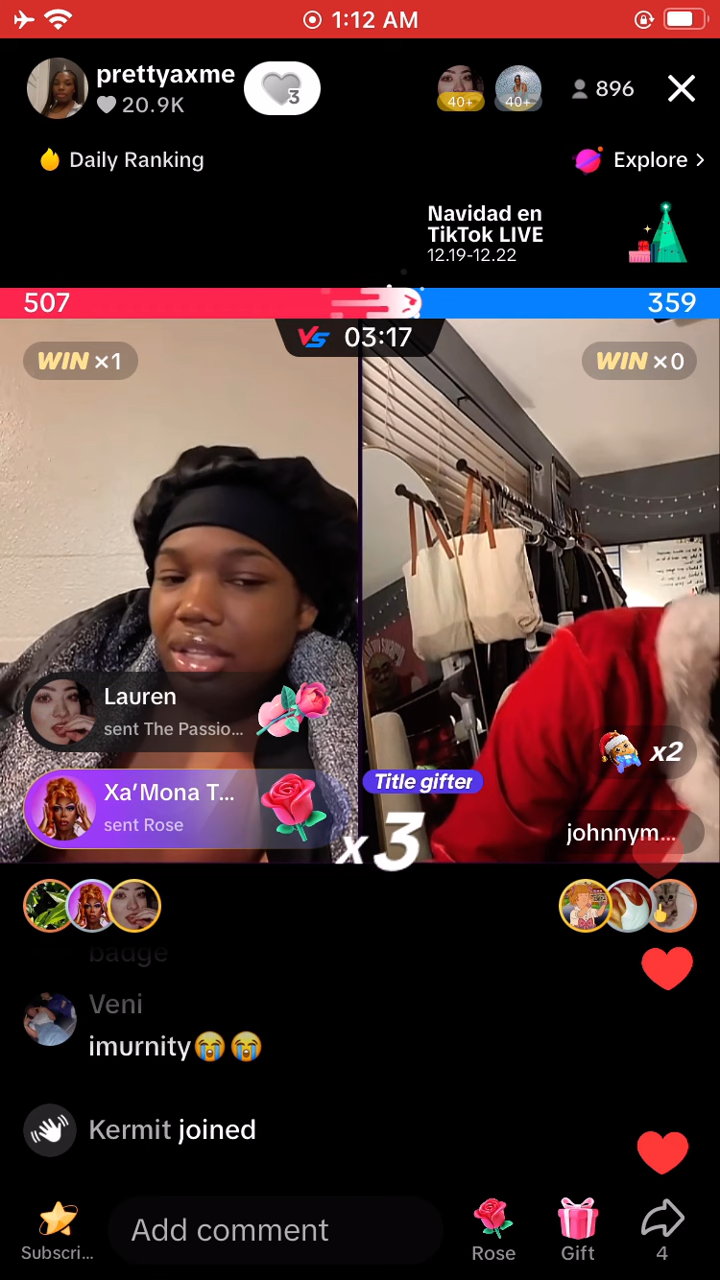 1:12 AM
prettyaxme
20.9K
3
40+
40+
896
Daily Ranking
Explore
Navidad en
TikTok LIVE
12.19-12.22
507
359
VS 03:17
WIN ×1
WIN ×0
Lauren
sent The Passio...
x2
Title gifter
Xa'Mona T...
sent Rose
x3
johnnym...
badge
Veni
imurnity😭😭
Kermit joined
Subscri...
Add comment
Rose
Gift
4